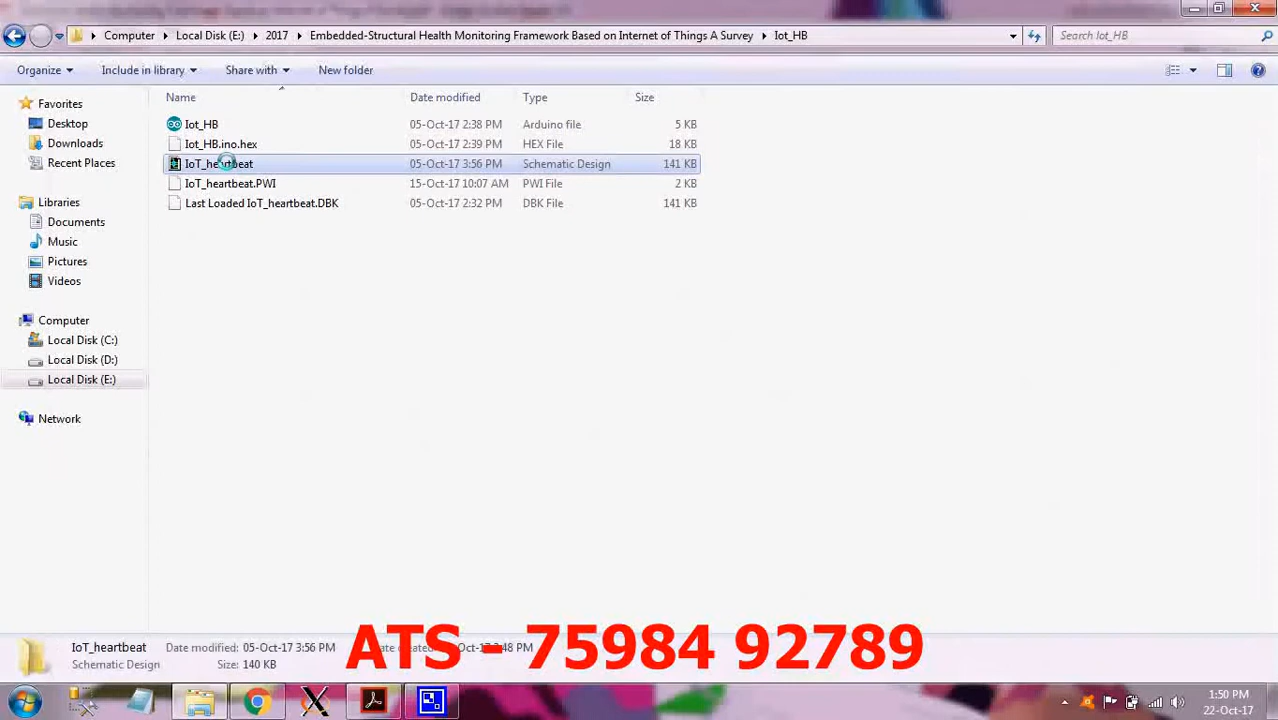 Computer Local Disk (E:) 2017 Embedded-Structural Health Monitoring Framework Based on Internet of Things A Survey Iot_HB Search Iot_HB
Organize Include in library Share with New folder
Name Date modified Type Size
Favorites
Desktop
Downloads
Recent Places
Libraries
Documents
Music
Pictures
Videos
Computer
Local Disk (C:)
Local Disk (D:)
Local Disk (E:)
Network
Iot_HB 05-Oct-17 2:38 PM Arduino file 5 KB
Iot_HB.ino.hex 05-Oct-17 2:39 PM HEX File 18 KB
IoT_heartbeat 05-Oct-17 3:56 PM Schematic Design 141 KB
IoT_heartbeat.PWI 15-Oct-17 10:07 AM PWI File 2 KB
Last Loaded IoT_heartbeat.DBK 05-Oct-17 2:32 PM DBK File 141 KB
IoT_heartbeat Date modified: 05-Oct-17 3:56 PM
Schematic Design Size: 140 KB
ATS - 75984 92789
1:50 PM
22-Oct-17